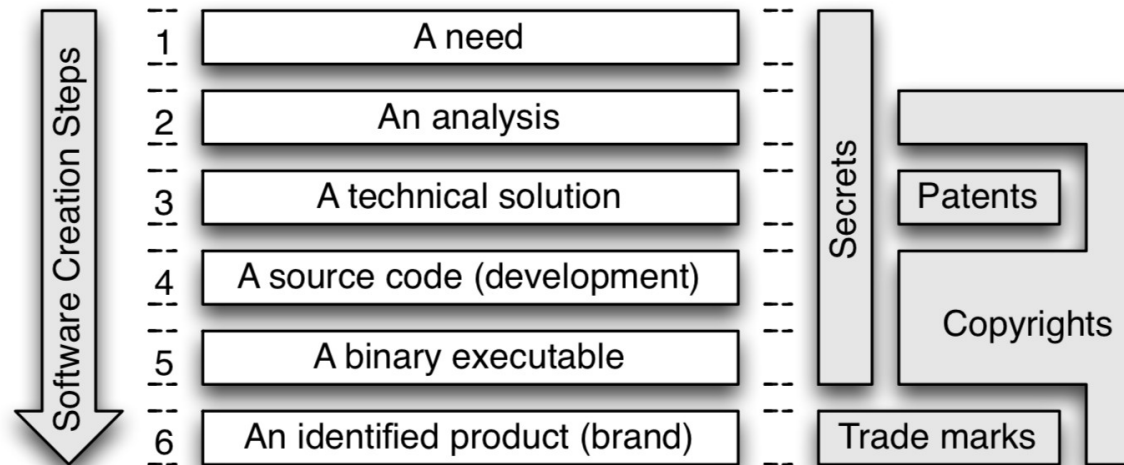 Software Creation Steps
1
A need
2
An analysis
3
A technical solution
4
A source code (development)
5
A binary executable
6
An identified product (brand)
Secrets
Patents
Copyrights
Trade marks